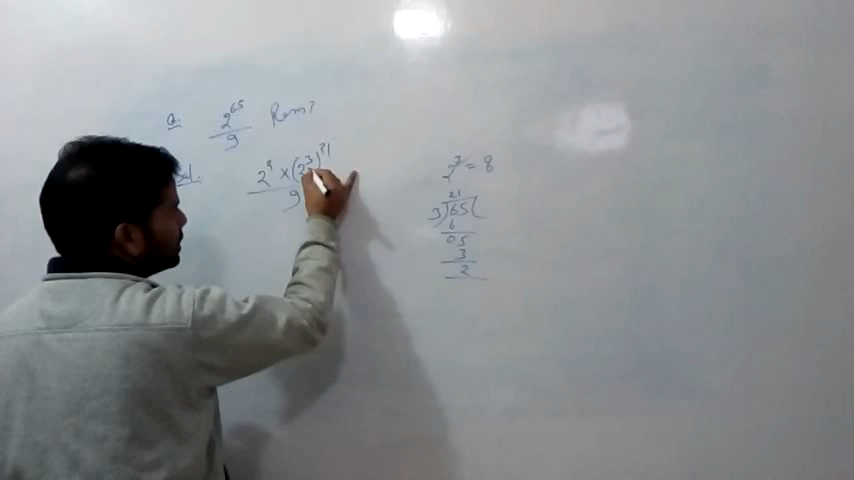 Q. 2^65 / 9 Rem?
Sol. 2^2 × (2^3)^21 / 9
2^3 = 8
21
3)65(
6
05
3
2